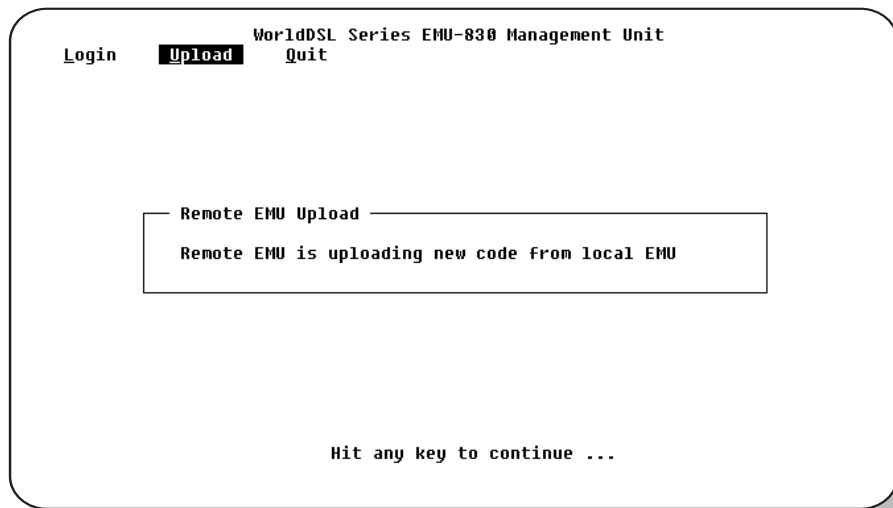 WorldDSL Series EMU-830 Management Unit
Login Upload Quit
Remote EMU Upload
Remote EMU is uploading new code from local EMU
Hit any key to continue ...